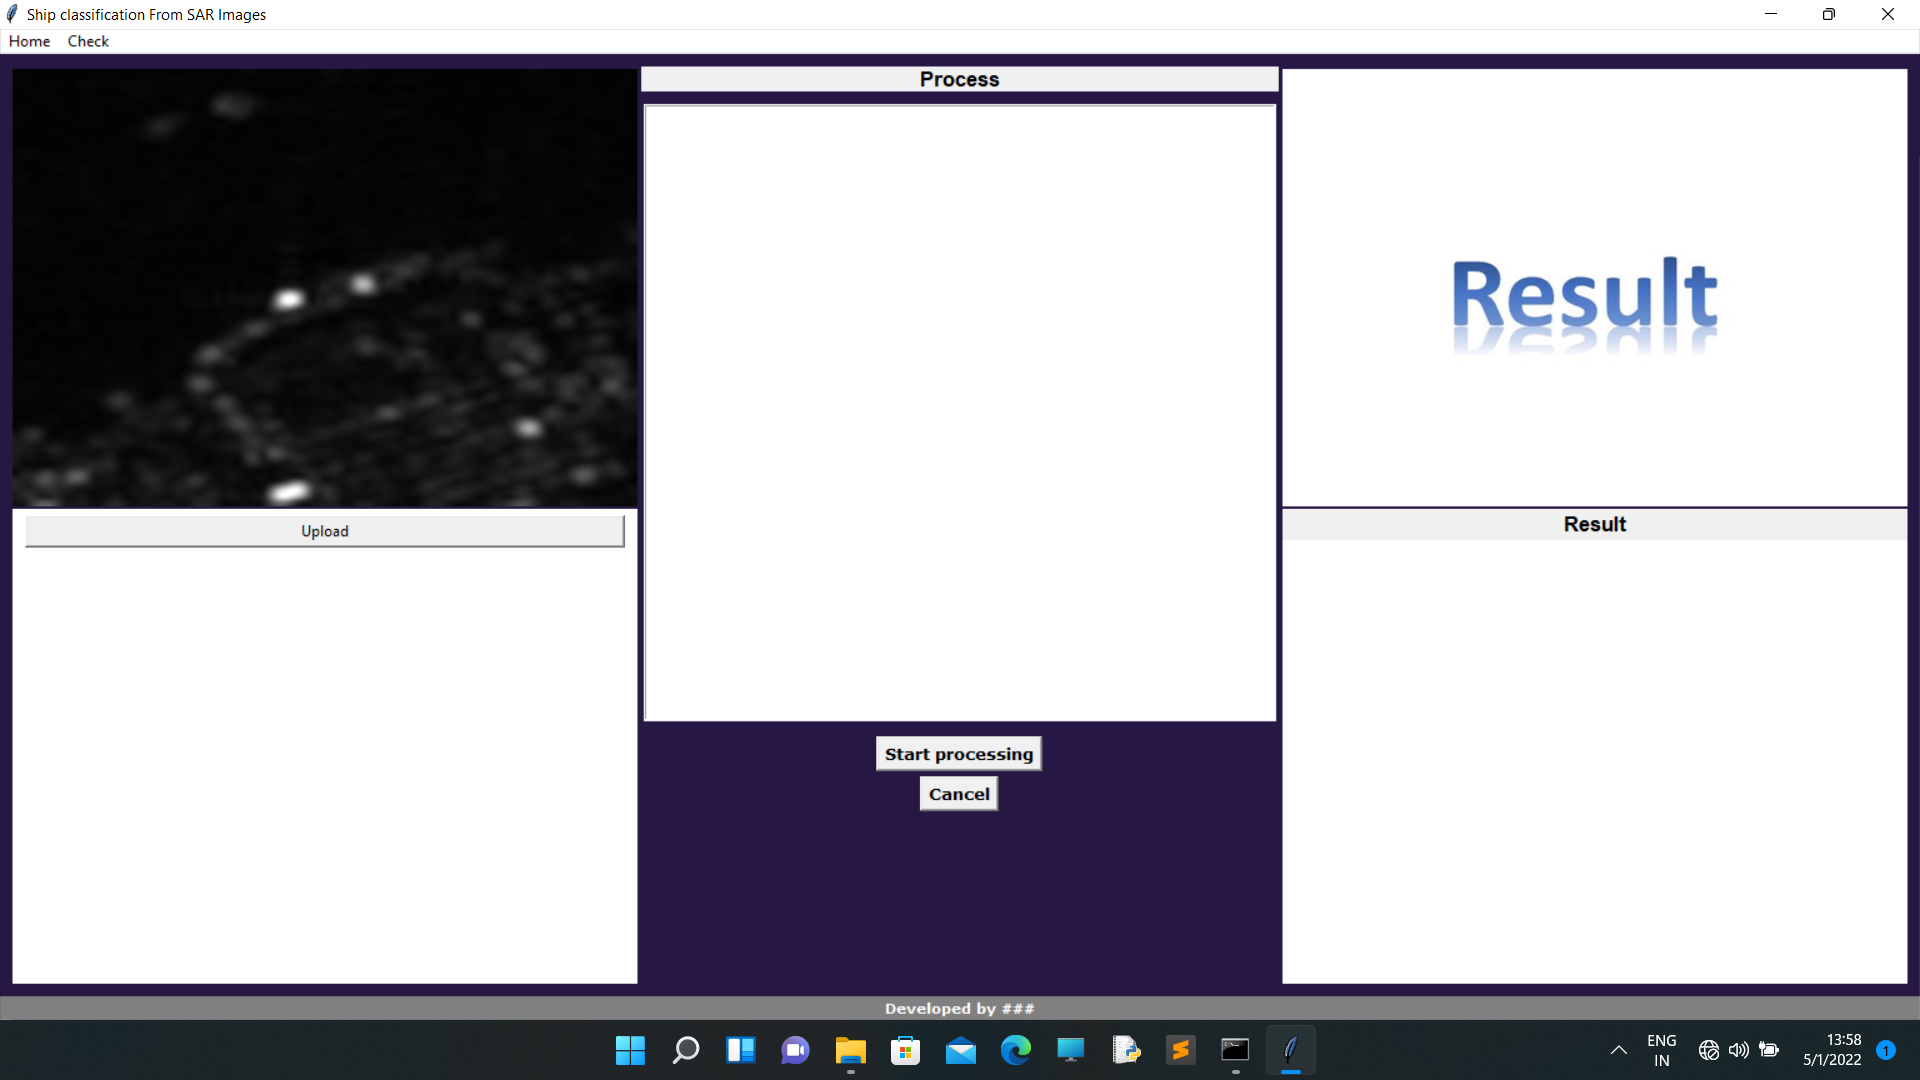 Ship classification From SAR Images
Home Check
Process
Result
Upload
Result
Start processing
Cancel
Developed by ###
ENG
IN
13:58
5/1/2022
1